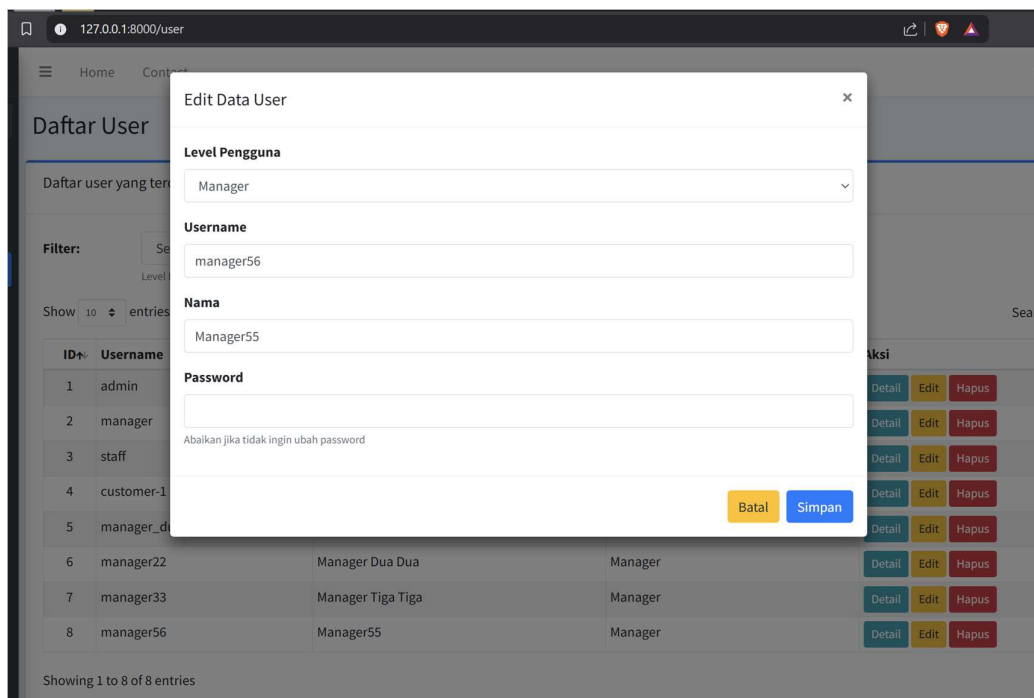 127.0.0.1:8000/user
Home Contact
Edit Data User ×
Daftar User
Level Pengguna
Daftar user yang
Manager
Username
Filter: Se
manager56
Level
Nama
Show 10 entries Sea
Manager55
ID Username Aksi
Password
1 admin Detail Edit Hapus
2 manager Detail Edit Hapus
Abaikan jika tidak ingin ubah password
3 staff Detail Edit Hapus
4 customer-1 Detail Edit Hapus
Batal Simpan
5 manager_du Detail Edit Hapus
6 manager22 Manager Dua Dua Manager Detail Edit Hapus
7 manager33 Manager Tiga Tiga Manager Detail Edit Hapus
8 manager56 Manager55 Manager Detail Edit Hapus
Showing 1 to 8 of 8 entries